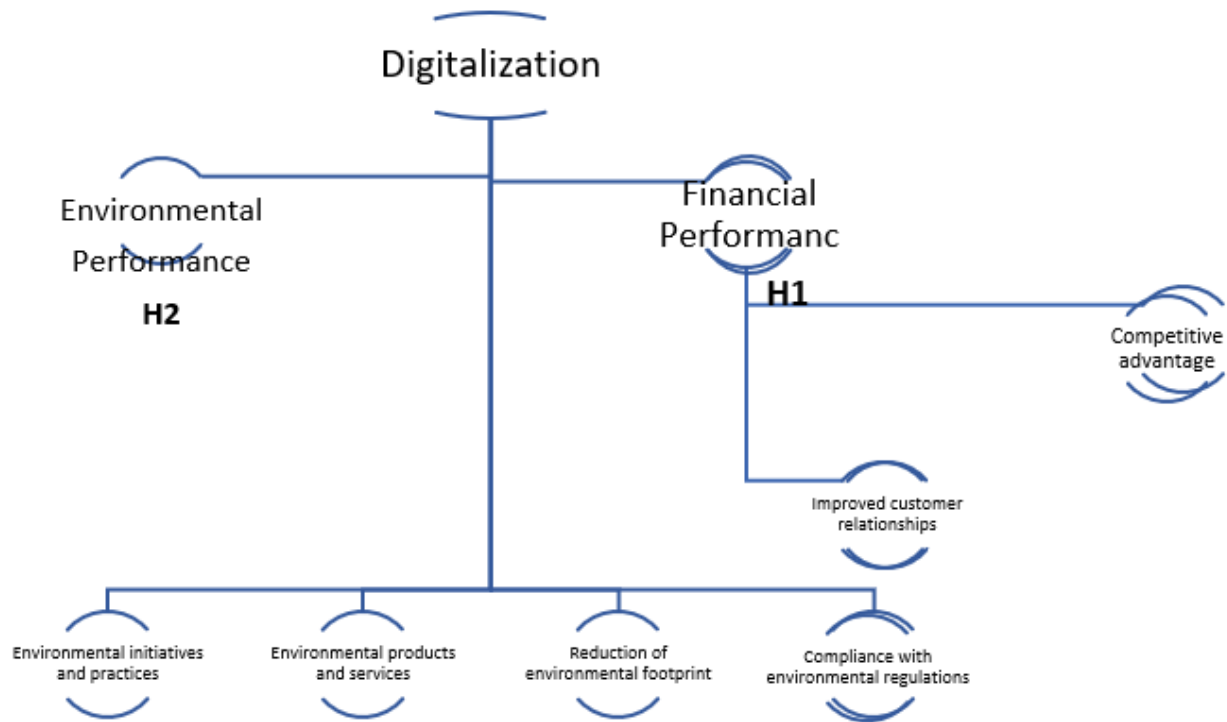 Digitalization
Environmental
Performance
H2
Financial
Performanc
H1
Competitive
advantage
Improved customer
relationships
Environmental initiatives
and practices
Environmental products
and services
Reduction of
environmental footprint
Compliance with
environmental regulations